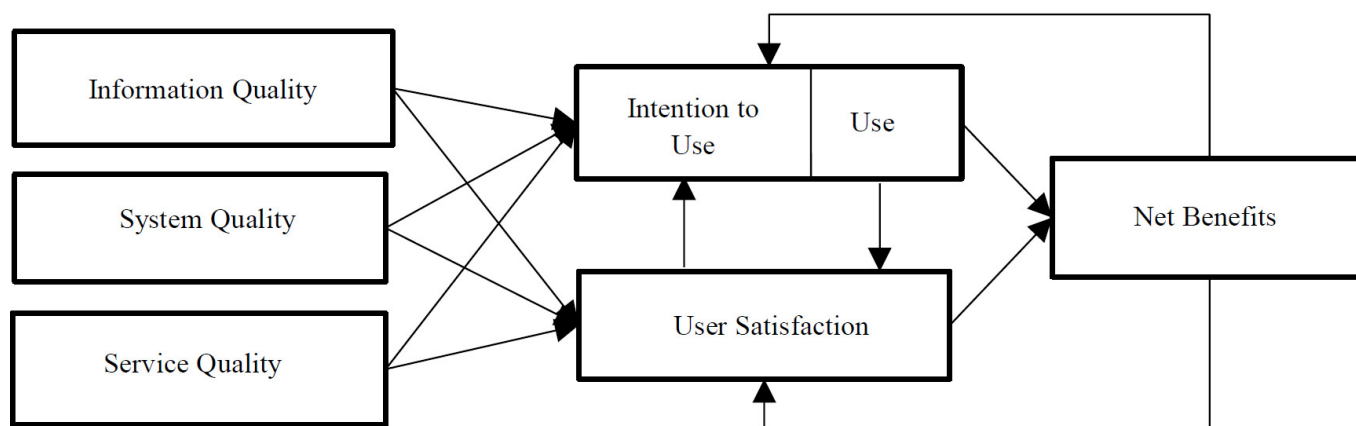 Information Quality
System Quality
Service Quality
Intention to
Use
Use
User Satisfaction
Net Benefits